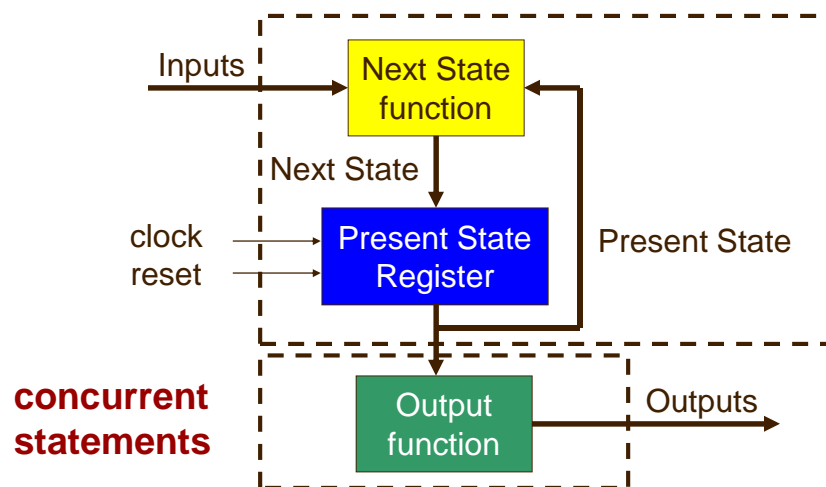 Inputs
Next State
function
Next State
clock
reset
Present State
Register
Present State
concurrent
statements
Output
function
Outputs